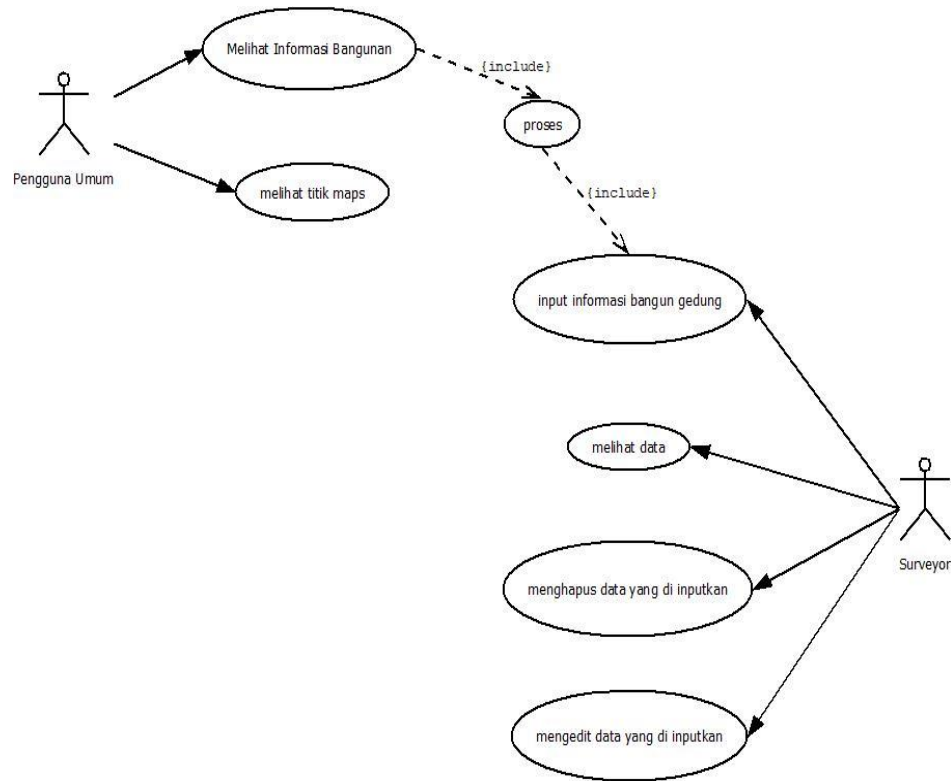 Melihat Informasi Bangunan
{include}
proses
Pengguna Umum
melihat titik maps
{include}
input informasi bangun gedung
melihat data
Surveyor
menghapus data yang di inputkan
mengedit data yang di inputkan